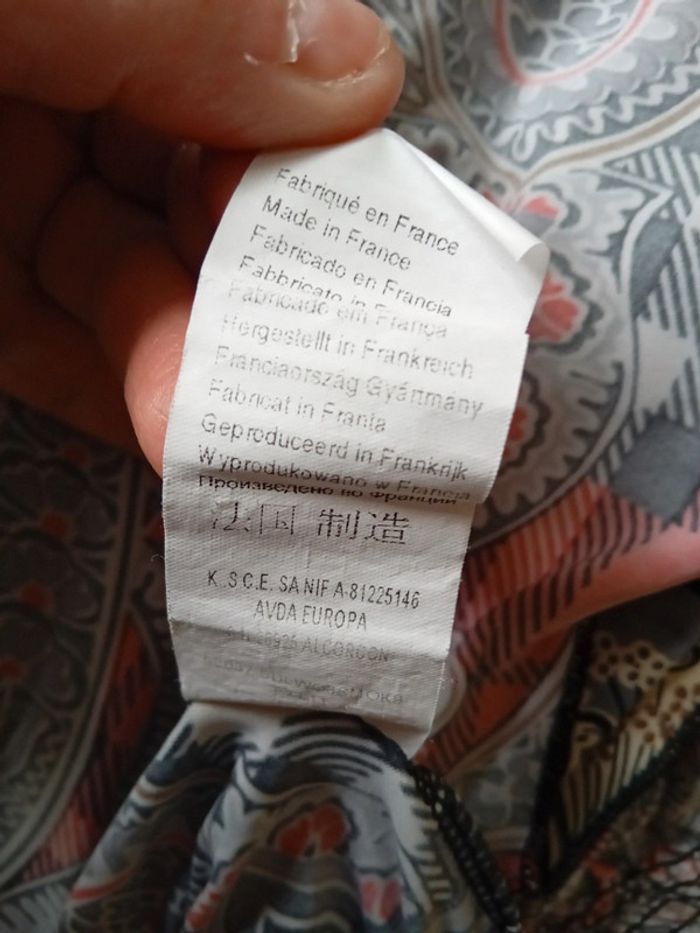 Fabriqué en France
Made in France
Fabricado en Francia
Fabbricato in
Fabricado em França
Hergestellt in Frankreich
Franciaország Gyártmany
Fabricat in Franta
Geproduceerd in Frankrijk
Wyprodukowano w Francja
Произведено во Франции
法国 制造
K.S.C.E. SA NIF A-81225146
AVDA EUROPA
ALCORCON